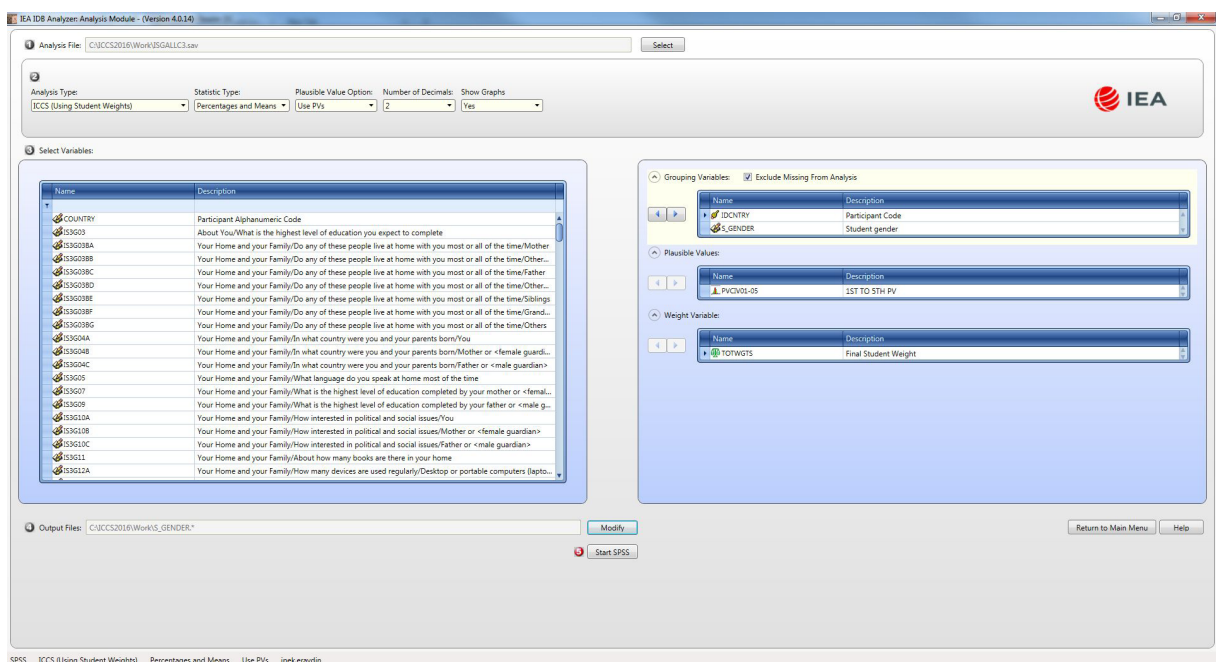 IEA IDB Analyzer: Analysis Module - (Version 4.0.14)
1 Analysis File: C:\ICCS2016\Work\ISGALLC3.sav Select
2
Analysis Type: Statistic Type: Plausible Value Option: Number of Decimals: Show Graphs
ICCS (Using Student Weights) Percentages and Means Use PVs 2 Yes
IEA
3 Select Variables:
Name Description
COUNTRY Participant Alphanumeric Code
IS3G03 About You/What is the highest level of education you expect to complete
IS3G03BA Your Home and your Family/Do any of these people live at home with you most or all of the time/Mother
IS3G03BB Your Home and your Family/Do any of these people live at home with you most or all of the time/Other...
IS3G03BC Your Home and your Family/Do any of these people live at home with you most or all of the time/Father
IS3G03BD Your Home and your Family/Do any of these people live at home with you most or all of the time/Other...
IS3G03BE Your Home and your Family/Do any of these people live at home with you most or all of the time/Siblings
IS3G03BF Your Home and your Family/Do any of these people live at home with you most or all of the time/Grand...
IS3G03BG Your Home and your Family/Do any of these people live at home with you most or all of the time/Others
IS3G04A Your Home and your Family/In what country were you and your parents born/You
IS3G04B Your Home and your Family/In what country were you and your parents born/Mother or <female guardi...
IS3G04C Your Home and your Family/In what country were you and your parents born/Father or <male guardian>
IS3G05 Your Home and your Family/What language do you speak at home most of the time
IS3G07 Your Home and your Family/What is the highest level of education completed by your mother or <femal...
IS3G09 Your Home and your Family/What is the highest level of education completed by your father or <male g...
IS3G10A Your Home and your Family/How interested in political and social issues/You
IS3G10B Your Home and your Family/How interested in political and social issues/Mother or <female guardian>
IS3G10C Your Home and your Family/How interested in political and social issues/Father or <male guardian>
IS3G11 Your Home and your Family/About how many books are there in your home
IS3G12A Your Home and your Family/How many devices are used regularly/Desktop or portable computers (lapto...
Grouping Variables: Exclude Missing From Analysis
Name Description
IDCNTRY Participant Code
S_GENDER Student gender
Plausible Values:
Name Description
PVCIV01-05 1ST TO 5TH PV
Weight Variable:
Name Description
TOTWGTS Final Student Weight
4 Output Files: C:\ICCS2016\Work\S_GENDER.* Modify
Return to Main Menu Help
5 Start SPSS
SPSS ICCS (Using Student Weights) Percentages and Means Use PVs